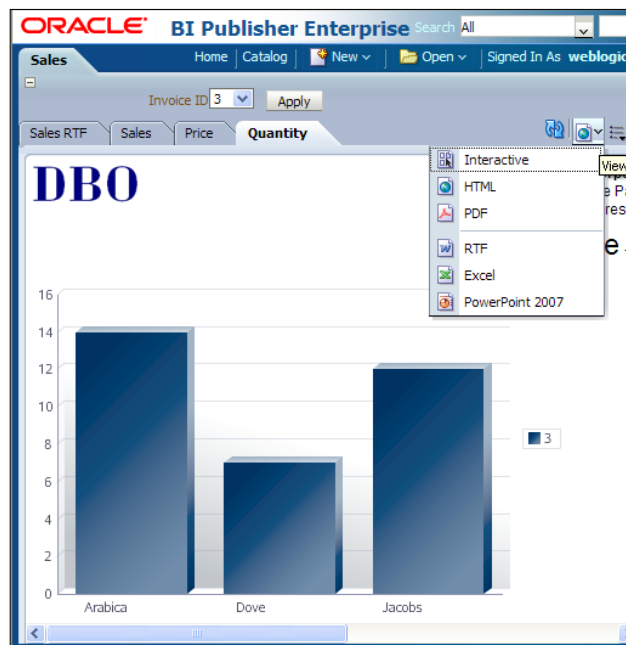 ORACLE BI Publisher Enterprise Search All
Sales Home Catalog New Open Signed In As weblogic
Invoice ID 3 Apply
Sales RTF Sales Price Quantity
Interactive
View
HTML
PDF
RTF
Excel
PowerPoint 2007
DBO
e Pa
res
e
16
14
12
10
8
6
4
2
0
3
Arabica Dove Jacobs